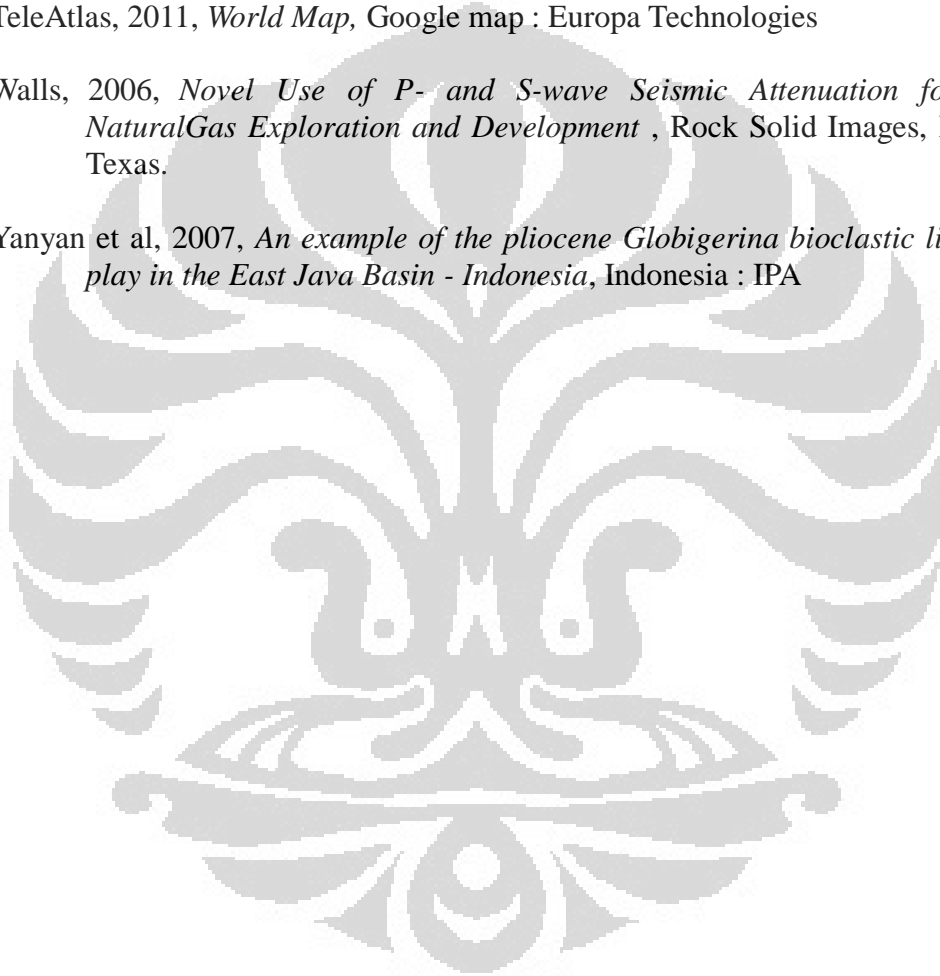 TeleAtlas, 2011, World Map, Google map : Europa Technologies
Walls, 2006, Novel Use of P- and S-wave Seismic Attenuation
NaturalGas Exploration and Development , Rock Solid Images,
Texas.
Yanyan et al, 2007, An example of the pliocene Globigerina bioclastic
play in the East Java Basin - Indonesia, Indonesia : IPA